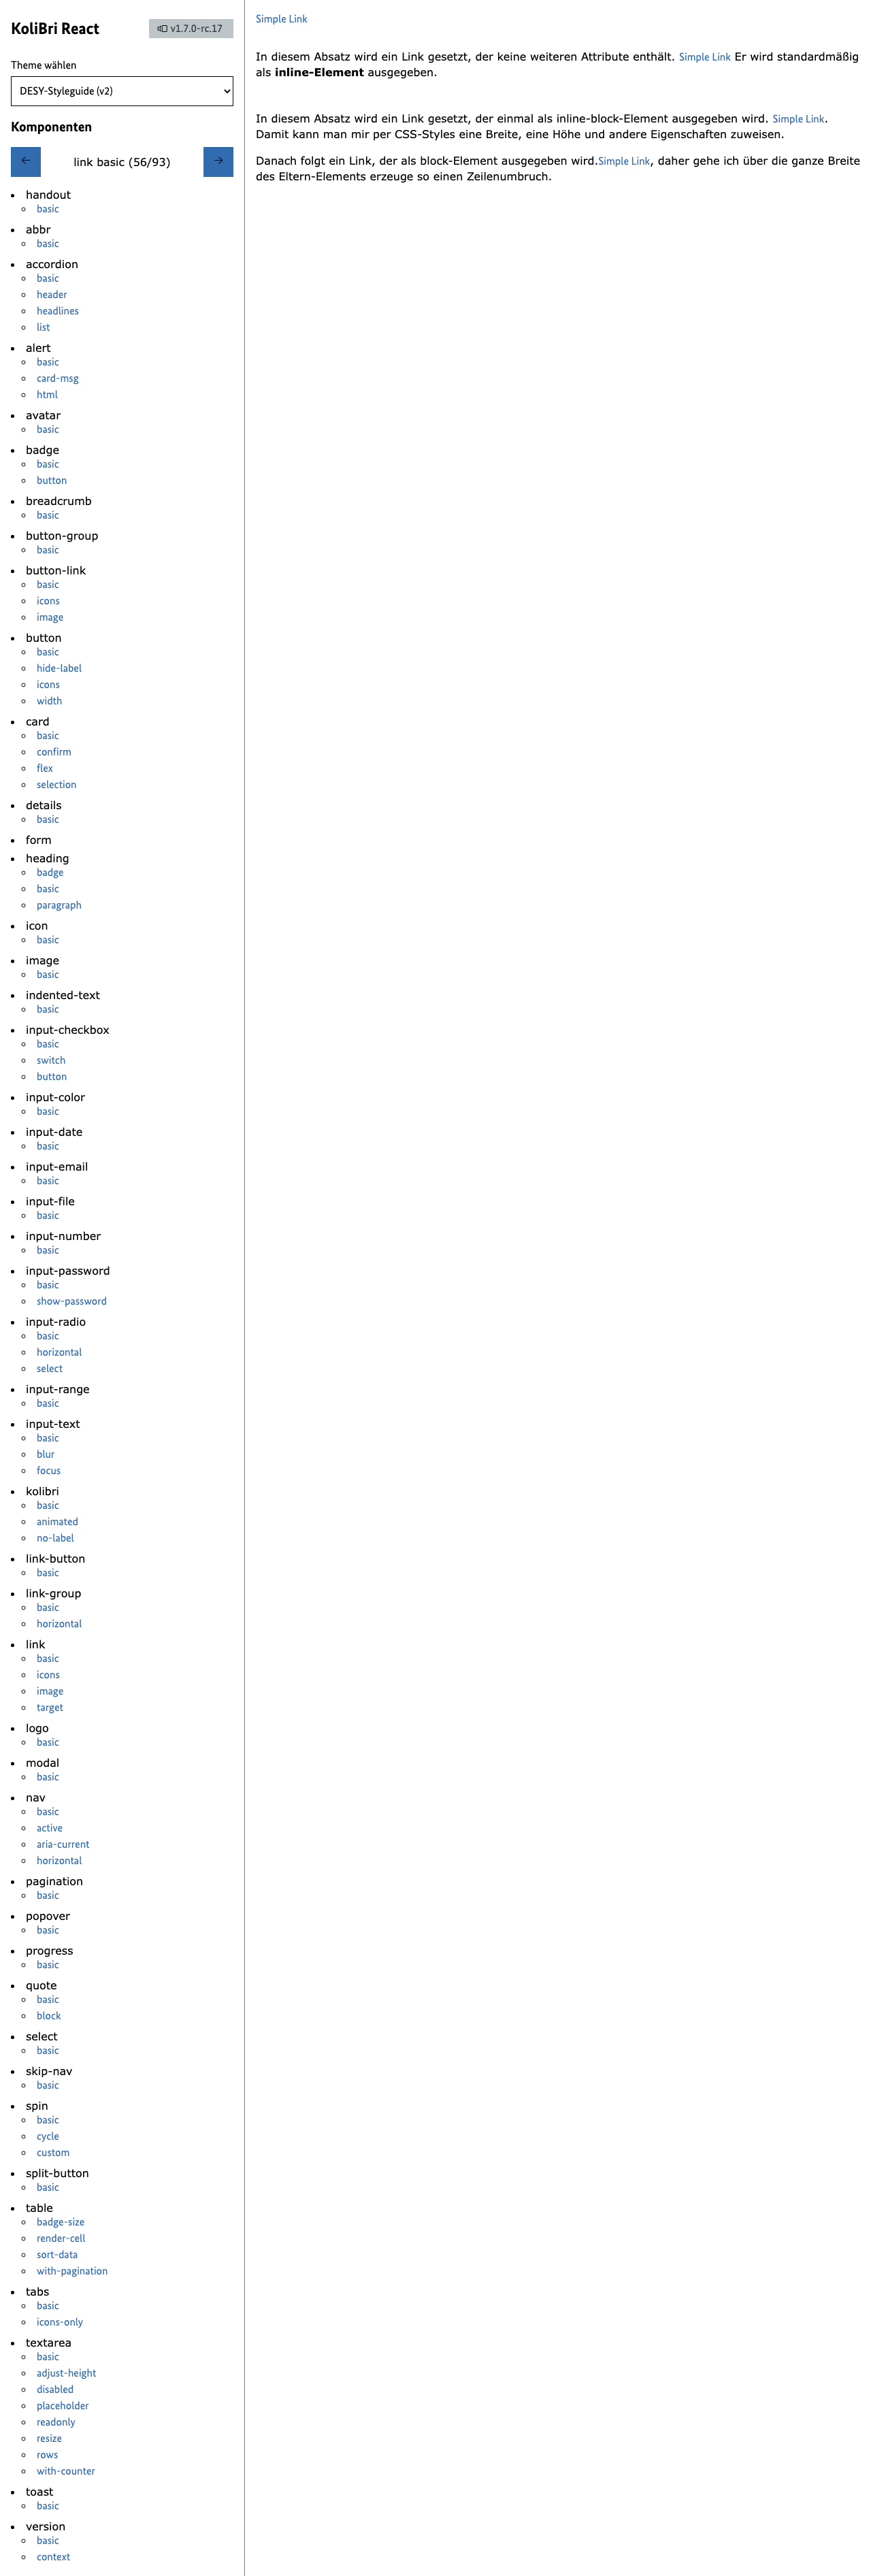 KoliBri React
v1.7.0-rc.17
Theme wählen
DESY-Styleguide (v2)
Komponenten
← link basic (56/93) →
handout
basic
abbr
basic
accordion
basic
header
headlines
list
alert
basic
card-msg
html
avatar
basic
badge
basic
button
breadcrumb
basic
button-group
basic
button-link
basic
icons
image
button
basic
hide-label
icons
width
card
basic
confirm
flex
selection
details
basic
form
heading
badge
basic
paragraph
icon
basic
image
basic
indented-text
basic
input-checkbox
basic
switch
button
input-color
basic
input-date
basic
input-email
basic
input-file
basic
input-number
basic
input-password
basic
show-password
input-radio
basic
horizontal
select
input-range
basic
input-text
basic
blur
focus
kolibri
basic
animated
no-label
link-button
basic
link-group
basic
horizontal
link
basic
icons
image
target
logo
basic
modal
basic
nav
basic
active
aria-current
horizontal
pagination
basic
popover
basic
progress
basic
quote
basic
block
select
basic
skip-nav
basic
spin
basic
cycle
custom
split-button
basic
table
badge-size
render-cell
sort-data
with-pagination
tabs
basic
icons-only
textarea
basic
adjust-height
disabled
placeholder
readonly
resize
rows
with-counter
toast
basic
version
basic
context
Simple Link
In diesem Absatz wird ein Link gesetzt, der keine weiteren Attribute enthält. Simple Link Er wird standardmäßig
als inline-Element ausgegeben.
In diesem Absatz wird ein Link gesetzt, der einmal als inline-block-Element ausgegeben wird. Simple Link.
Damit kann man mir per CSS-Styles eine Breite, eine Höhe und andere Eigenschaften zuweisen.
Danach folgt ein Link, der als block-Element ausgegeben wird.Simple Link, daher gehe ich über die ganze Breite
des Eltern-Elements erzeuge so einen Zeilenumbruch.